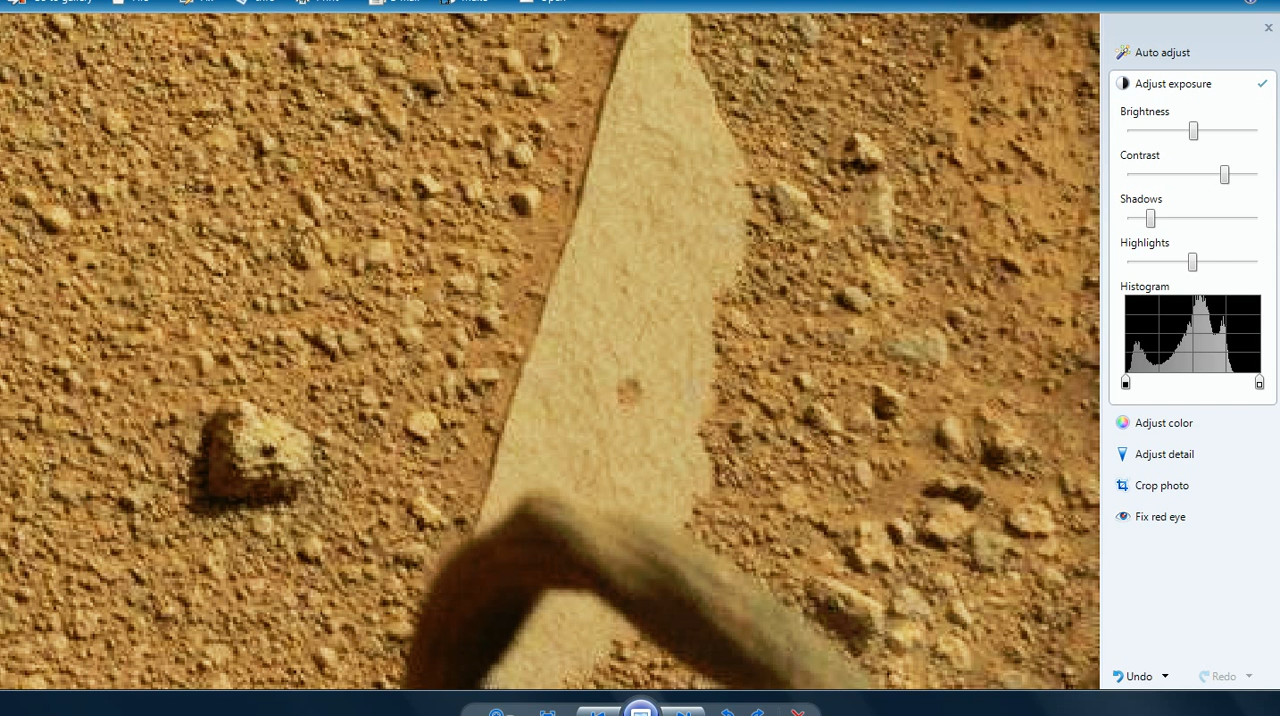 Auto adjust
Adjust exposure
Brightness
Contrast
Shadows
Highlights
Histogram
Adjust color
Adjust detail
Crop photo
Fix red eye
Undo
Redo